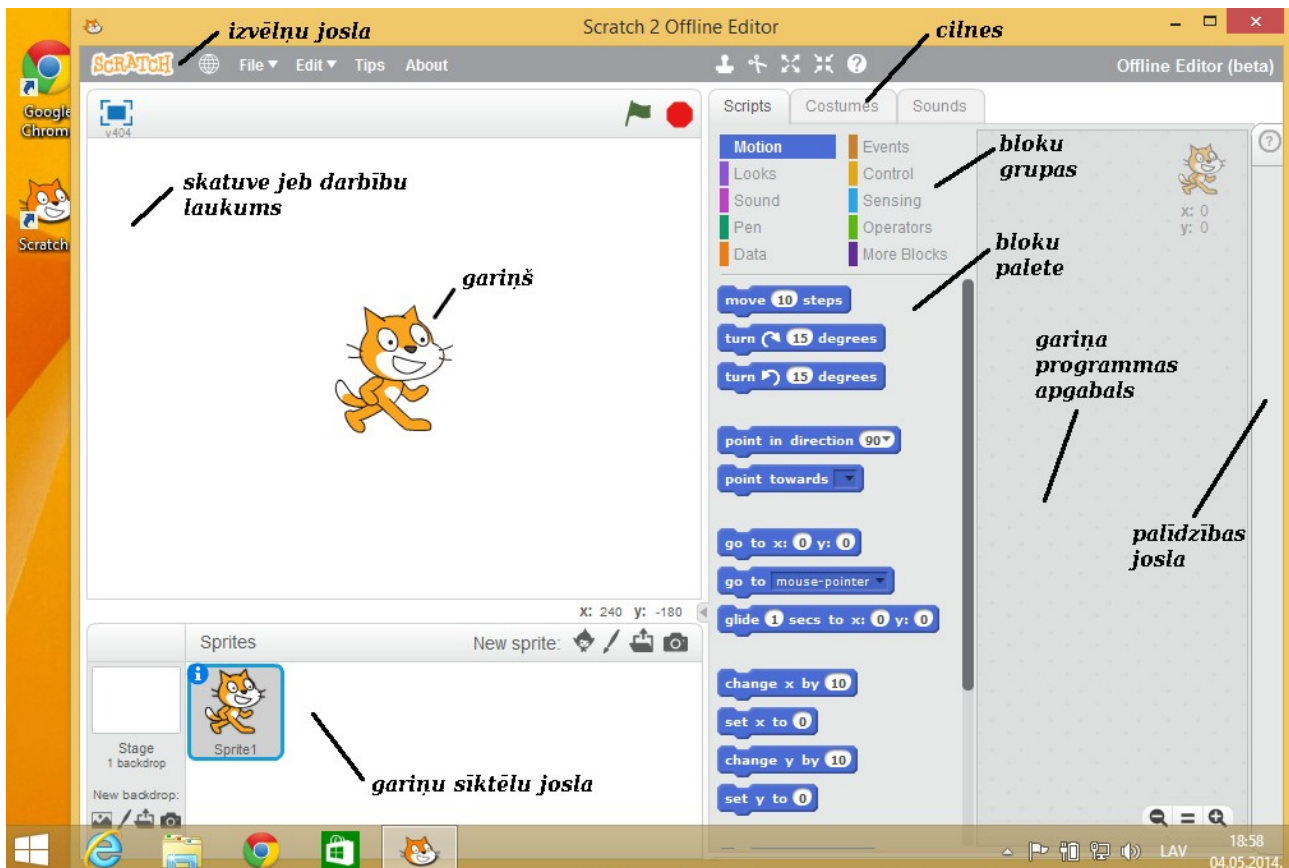 Scratch 2 Offline Editor
izvēlņu josla
cilnes
SCRATCH File Edit Tips About
Offline Editor (beta)
Google
Chrom
Scratch
v404
skatuve jeb darbību
laukums
gariņš
X: 240 y: -180
Sprites
New sprite:
Stage
1 backdrop
New backdrop:
Sprite1
gariņu sīktēlu josla
Scripts Costumes Sounds
Motion
Looks
Sound
Pen
Data
Events
Control
Sensing
Operators
More Blocks
bloku
grupas
bloku
palete
x: 0
y: 0
move 10 steps
turn 15 degrees
turn 15 degrees
point in direction 90
point towards
go to x: 0 y: 0
go to mouse-pointer
glide 1 secs to x: 0 y: 0
change x by 10
set x to 0
change y by 10
set y to 0
gariņa
programmas
apgabals
palīdzības
josla
LAV
18:58
04.05.2014.